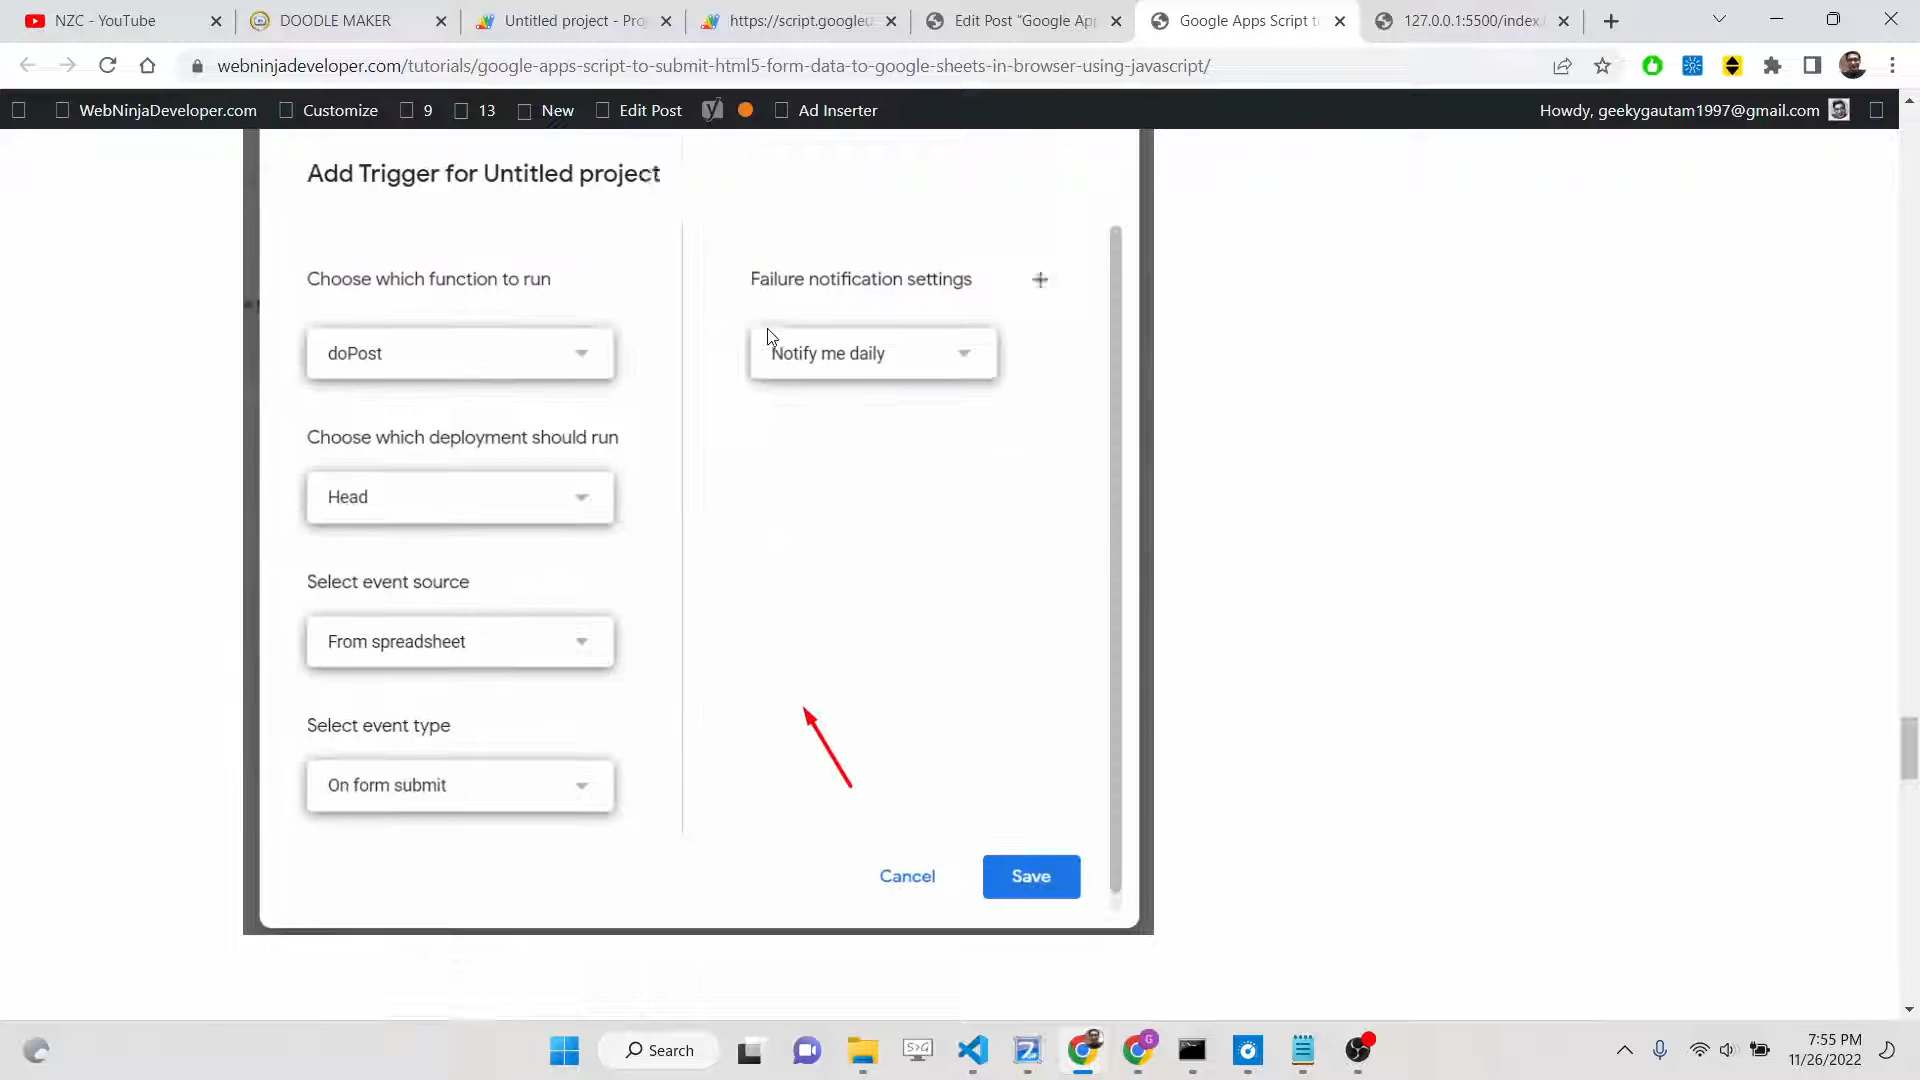 NZC - YouTube
DOODLE MAKER
Untitled project - Pro
https://script.googleu
Edit Post "Google Ap
Google Apps Script t
127.0.0.1:5500/index.
webninjadeveloper.com/tutorials/google-apps-script-to-submit-html5-form-data-to-google-sheets-in-browser-using-javascript/
WebNinjaDeveloper.com Customize 9 13 New Edit Post Ad Inserter Howdy, geekygautam1997@gmail.com
Add Trigger for Untitled project
Choose which function to run
doPost
Choose which deployment should run
Head
Select event source
From spreadsheet
Select event type
On form submit
Failure notification settings +
Notify me daily
Cancel Save
Search
7:55 PM
11/26/2022